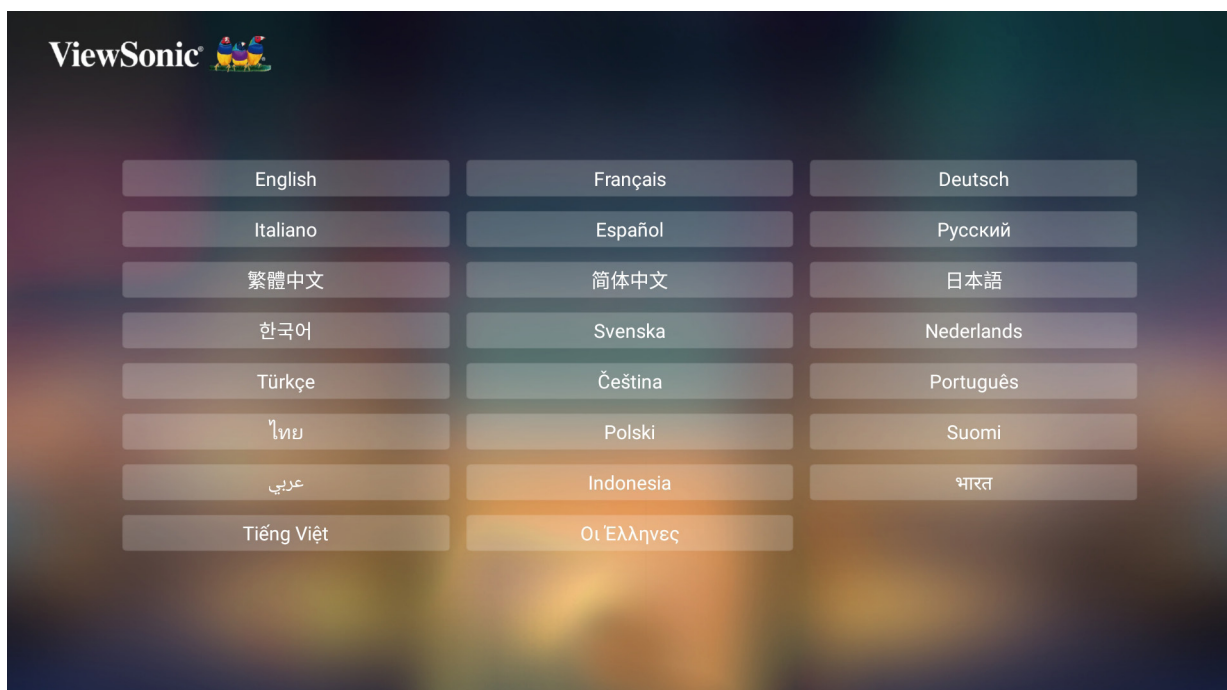 ViewSonic®
English Français Deutsch
Italiano Español Русский
繁體中文 简体中文 日本語
한국어 Svenska Nederlands
Türkçe Čeština Português
ไทย Polski Suomi
عربي Indonesia भारत
Tiếng Việt Οι Έλληνες